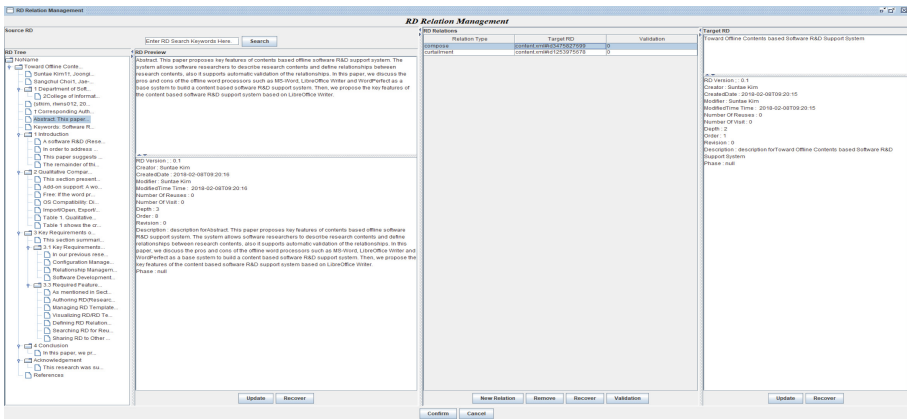 RD Relation Management
RD Relation Management
Source RD
Enter RD Search Keywords Here.
Search
RD Tree
NoName
Toward Offline Conte...
Suntae Kim1†, Joongi...
Sangchul Choi1, Jae-...
1 Department of Soft...
2College of Informat...
1 Corresponding Auth...
Abstract: This paper...
Keywords: Software R...
1 Introduction
A software R&D (Rese...
In order to address ...
This paper suggests ...
The remainder of thi...
2 Qualitative Compar...
This section present...
Add-on support: A wo...
Free: If the word pr...
OS Compatibility: Di...
Import/Open, Export/...
Table 1. Qualitative...
Table 1 shows the cr...
3 Key Requirements o...
This section summari...
3.1 Key Requirements...
In our previous rese...
Configuration Manage...
Relationship Managem...
Software Development...
3.3 Required Feature...
As mentioned in Sect...
Authoring RD(Researc...
Managing RD Template...
Visualizing RD/RD Te...
Defining RD Relation...
Searching RD for Reu...
Sharing RD to Other ...
4 Conclusion
In this paper, we pr...
Acknowledgement
This research was su...
References
RD Preview
Abstract: This paper proposes key features of contents based offline software R&D support system. The
system allows software researchers to describe research contents and define relationships between
research contents, also it supports automatic validation of the relationships. In this paper, we discuss the
pros and cons of the offline word processors such as MS-Word, LibreOffice Writer and WordPerfect as a
base system to build a content based software R&D support system. Then, we propose the key features of
the content based software R&D support system based on LibreOffice Writer.
RD Version ; : 0.1
Creator : Suntae Kim
CreatedDate : 2018-02-08T09:20:15
Modifier : Suntae Kim
ModifiedTime Time : 2018-02-08T09:20:15
Number Of Reuses : 0
Number Of Visit : 0
Depth : 3
Order : 8
Revision : 0
Description : description forAbstract: This paper proposes key features of contents based offline software
R&D support system. The system allows software researchers to describe research contents and define
relationships between research contents, also it supports automatic validation of the relationships. In this
paper, we discuss the pros and cons of the offline word processors such as MS-Word, LibreOffice Writer and
WordPerfect as a base system to build a content based software R&D support system. Then, we propose the
key features of the content based software R&D support system based on LibreOffice Writer.
Phase : null
Update
Recover
RD Relations
Relation Type Target RD Validation
compose content.xml#id3475827699 0
curtailment content.xml#id1253975678 0
New Relation
Remove
Recover
Validation
Target RD
Toward Offline Contents based Software R&D Support System
RD Version ; : 0.1
Creator : Suntae Kim
CreatedDate : 2018-02-08T09:20:15
Modifier : Suntae Kim
ModifiedTime Time : 2018-02-08T09:20:15
Number Of Reuses : 0
Number Of Visit : 0
Depth : 2
Order : 1
Revision : 0
Description : description forToward Offline Contents based Software R&D
Support System
Phase : null
Update
Recover
Confirm
Cancel